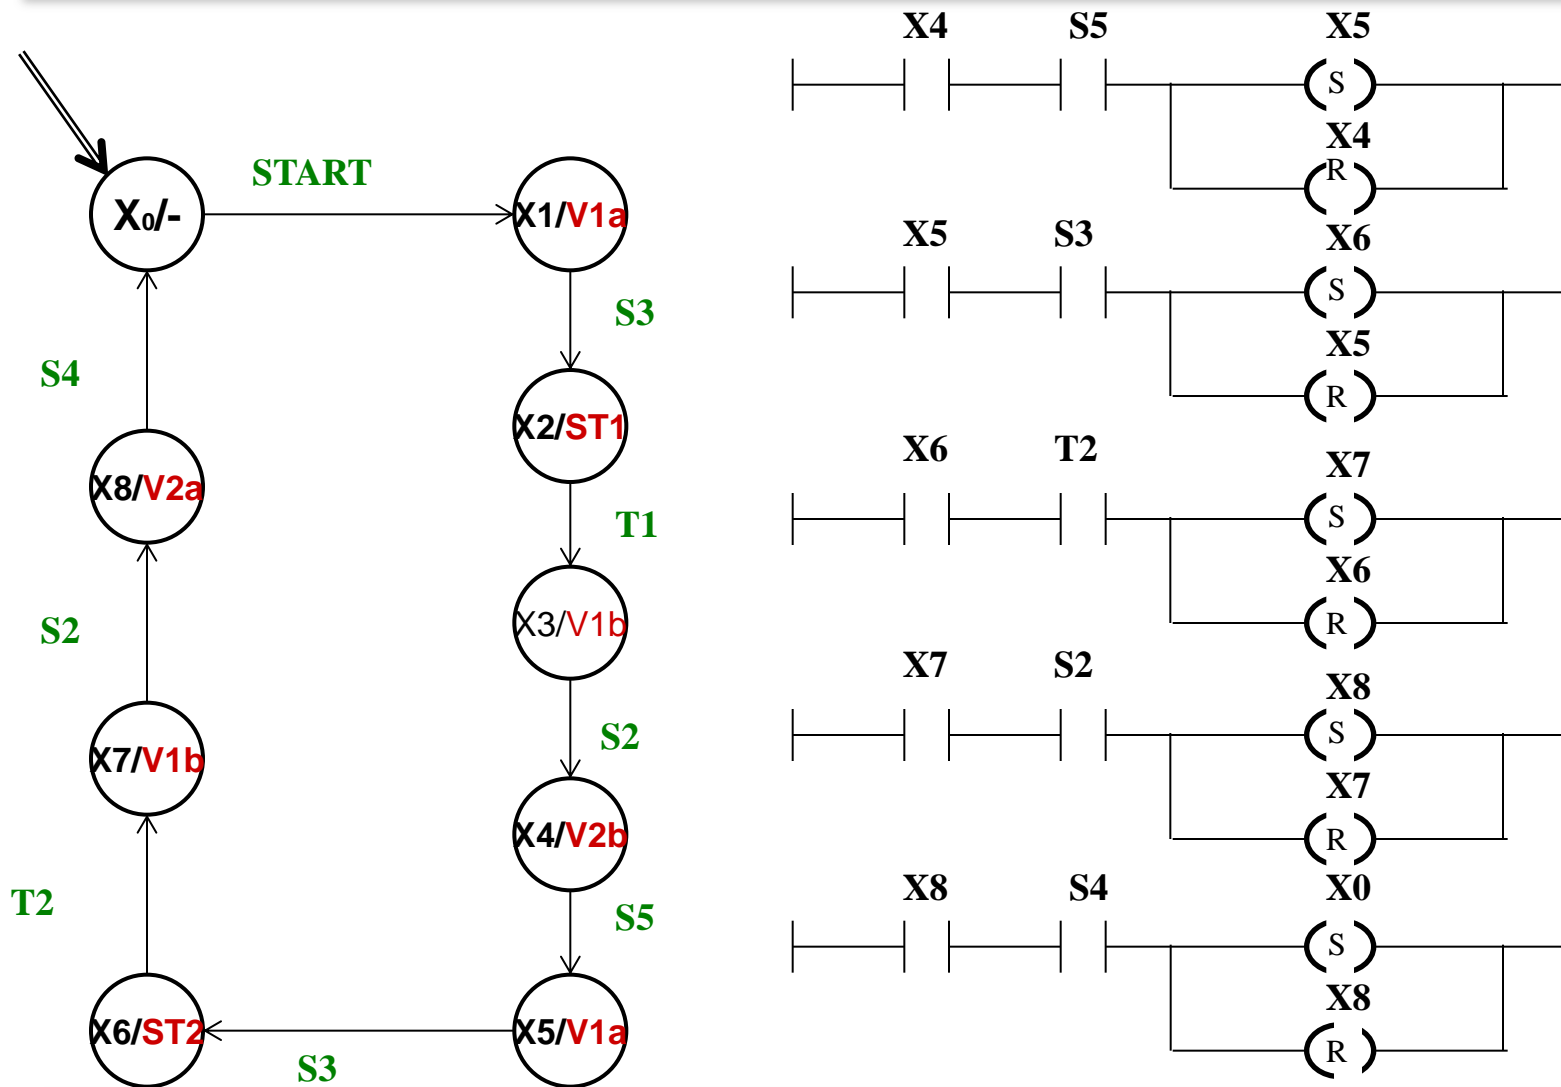 START
X0/-
X1/V1a
S3
S4
X2/ST1
X8/V2a
T1
X3/V1b
S2
S2
X7/V1b
X4/V2b
T2
S5
X6/ST2
X5/V1a
S3
X4 S5 X5
S
X4
R
X5 S3 X6
S
X5
R
X6 T2 X7
S
X6
R
X7 S2 X8
S
X7
R
X8 S4 X0
S
X8
R